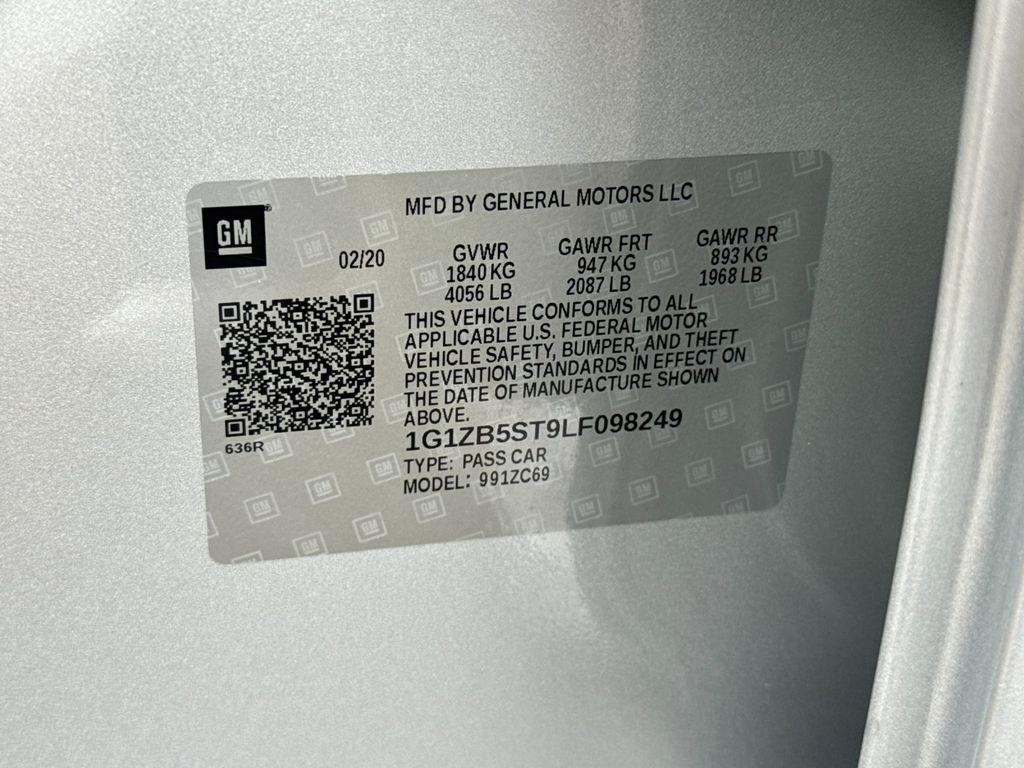 GM
MFD BY GENERAL MOTORS LLC
02/20
GVWR
1840 KG
4056 LB
GAWR FRT
947 KG
2087 LB
GAWR RR
893 KG
1968 LB
THIS VEHICLE CONFORMS TO ALL
APPLICABLE U.S. FEDERAL MOTOR
VEHICLE SAFETY, BUMPER, AND THEFT
PREVENTION STANDARDS IN EFFECT ON
THE DATE OF MANUFACTURE SHOWN
ABOVE.
1G1ZB5ST9LF098249
TYPE: PASS CAR
MODEL: 991ZC69
636R